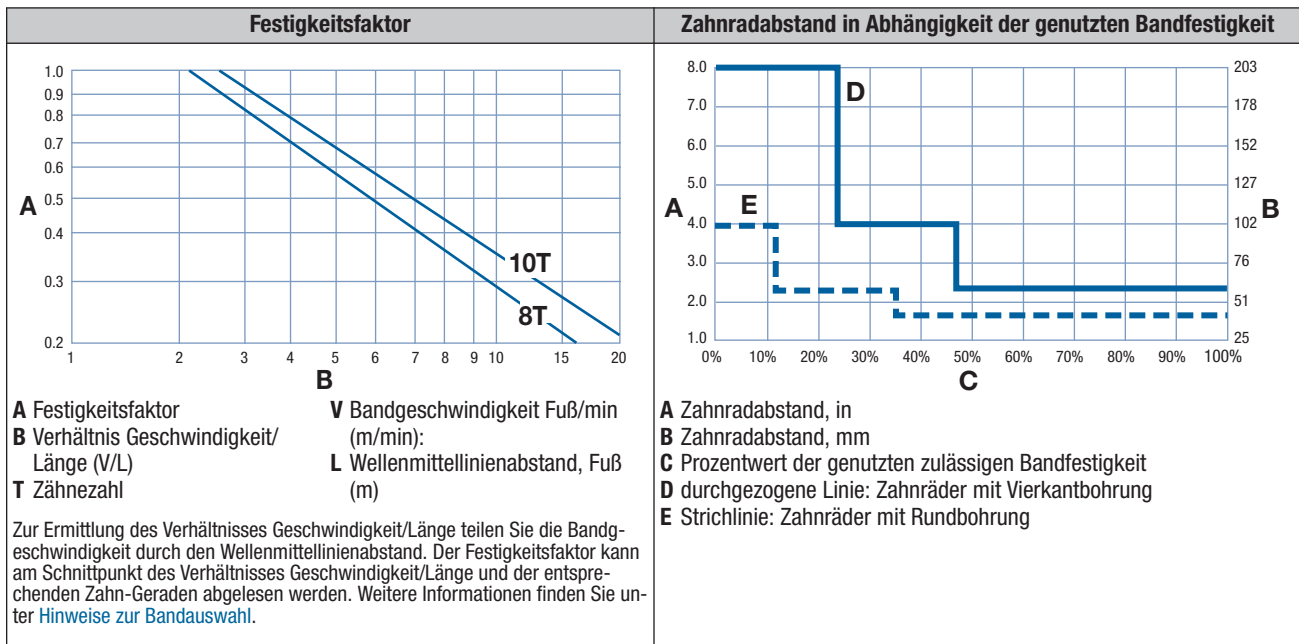 Festigkeitsfaktor
1.0
0.9
0.8
0.7
0.6
0.5
0.4
0.3
0.2
A
10T
8T
1 2 3 4 5 6 7 8 9 10 15 20
B
A Festigkeitsfaktor
B Verhältnis Geschwindigkeit/
Länge (V/L)
T Zähnezahl
V Bandgeschwindigkeit Fuß/min
(m/min):
L Wellenmittellinienabstand, Fuß
(m)
Zur Ermittlung des Verhältnisses Geschwindigkeit/Länge teilen Sie die Bandg-
eschwindigkeit durch den Wellenmittellinienabstand. Der Festigkeitsfaktor kann
am Schnittpunkt des Verhältnisses Geschwindigkeit/Länge und der entspre-
chenden Zahn-Geraden abgelesen werden. Weitere Informationen finden Sie un-
ter Hinweise zur Bandauswahl.
Zahnradabstand in Abhängigkeit der genutzten Bandfestigkeit
8.0
7.0
6.0
5.0
4.0
3.0
2.0
1.0
A
D
E
203
178
152
127
102
76
51
25
B
0% 10% 20% 30% 40% 50% 60% 70% 80% 90% 100%
C
A Zahnradabstand, in
B Zahnradabstand, mm
C Prozentwert der genutzten zulässigen Bandfestigkeit
D durchgezogene Linie: Zahnräder mit Vierkantbohrung
E Strichlinie: Zahnräder mit Rundbohrung